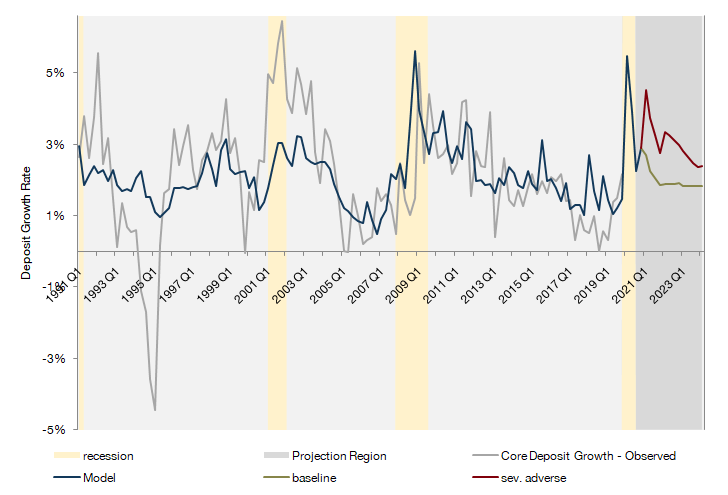 5%
3%
1%
-1%
-3%
-5%
Deposit Growth Rate
1991 Q1
1993 Q1
1995 Q1
1997 Q1
1999 Q1
2001 Q1
2003 Q1
2005 Q1
2007 Q1
2009 Q1
2011 Q1
2013 Q1
2015 Q1
2017 Q1
2019 Q1
2021 Q1
2023 Q1
recession Projection Region Core Deposit Growth - Observed
Model baseline sev. adverse